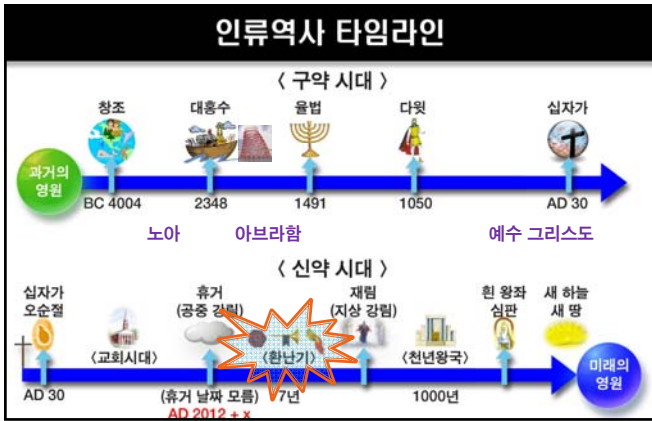 인류역사 타임라인
< 구약 시대 >
창조 대홍수 율법 다윗 십자가
과거의
영원
BC 4004 2348 1491 1050 AD 30
노아 아브라함 예수 그리스도
< 신약 시대 >
십자가 휴거 재림 흰 왕좌 새 하늘
오순절 (공중 강림) (지상 강림) 심판 새 땅
<교회시대> <환난기> <천년왕국>
미래의
영원
AD 30 (휴거 날짜 모름) 7년 1000년
AD 2012 + x